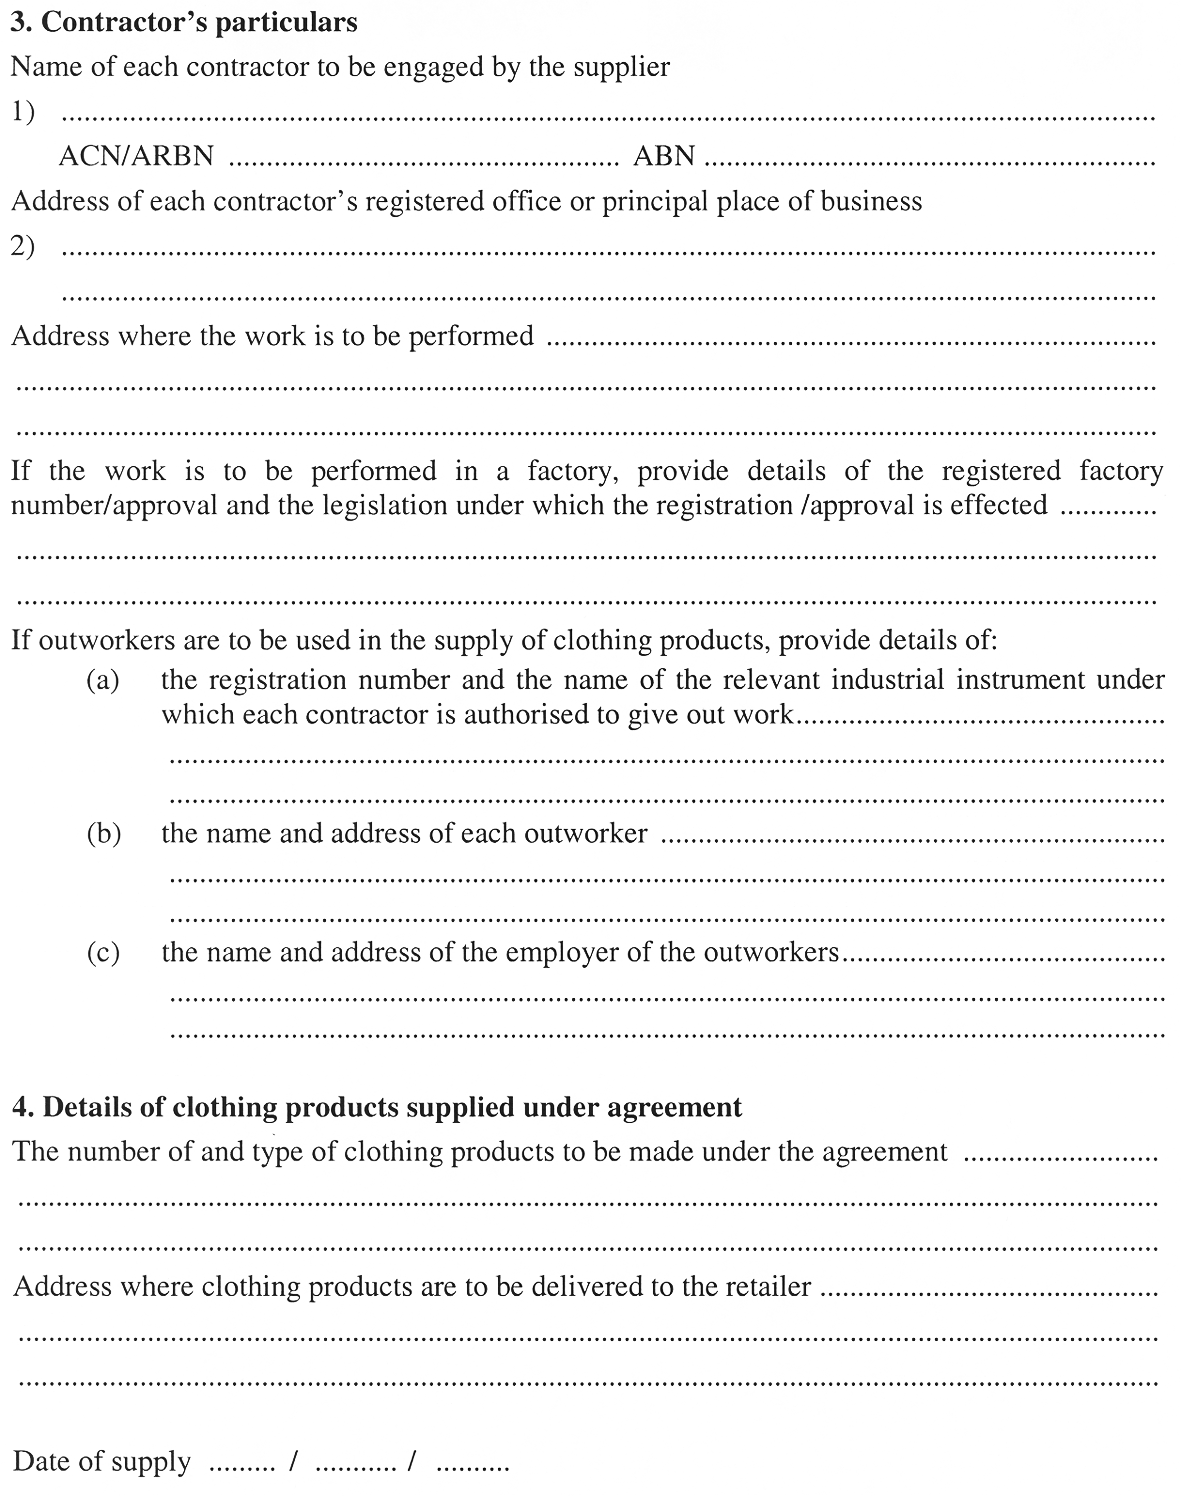 3. Contractor’s particulars
Name of each contractor to be engaged by the supplier
1) ........................................................................................................................
ACN/ARBN .................................................... ABN ............................................................
Address of each contractor’s registered office or principal place of business
2) ........................................................................................................................
........................................................................................................................
Address where the work is to be performed ................................................................................
........................................................................................................................
........................................................................................................................
If the work is to be performed in a factory, provide details of the registered factory
number/approval and the legislation under which the registration /approval is effected .............
........................................................................................................................
........................................................................................................................
If outworkers are to be used in the supply of clothing products, provide details of:
(a) the registration number and the name of the relevant industrial instrument under
which each contractor is authorised to give out work.................................................
........................................................................................................................
........................................................................................................................
(b) the name and address of each outworker ...................................................................
........................................................................................................................
........................................................................................................................
(c) the name and address of the employer of the outworkers...........................................
........................................................................................................................
........................................................................................................................
4. Details of clothing products supplied under agreement
The number of and type of clothing products to be made under the agreement ..........................
........................................................................................................................
........................................................................................................................
Address where clothing products are to be delivered to the retailer .............................................
........................................................................................................................
........................................................................................................................
Date of supply ......... / ........... / ..........